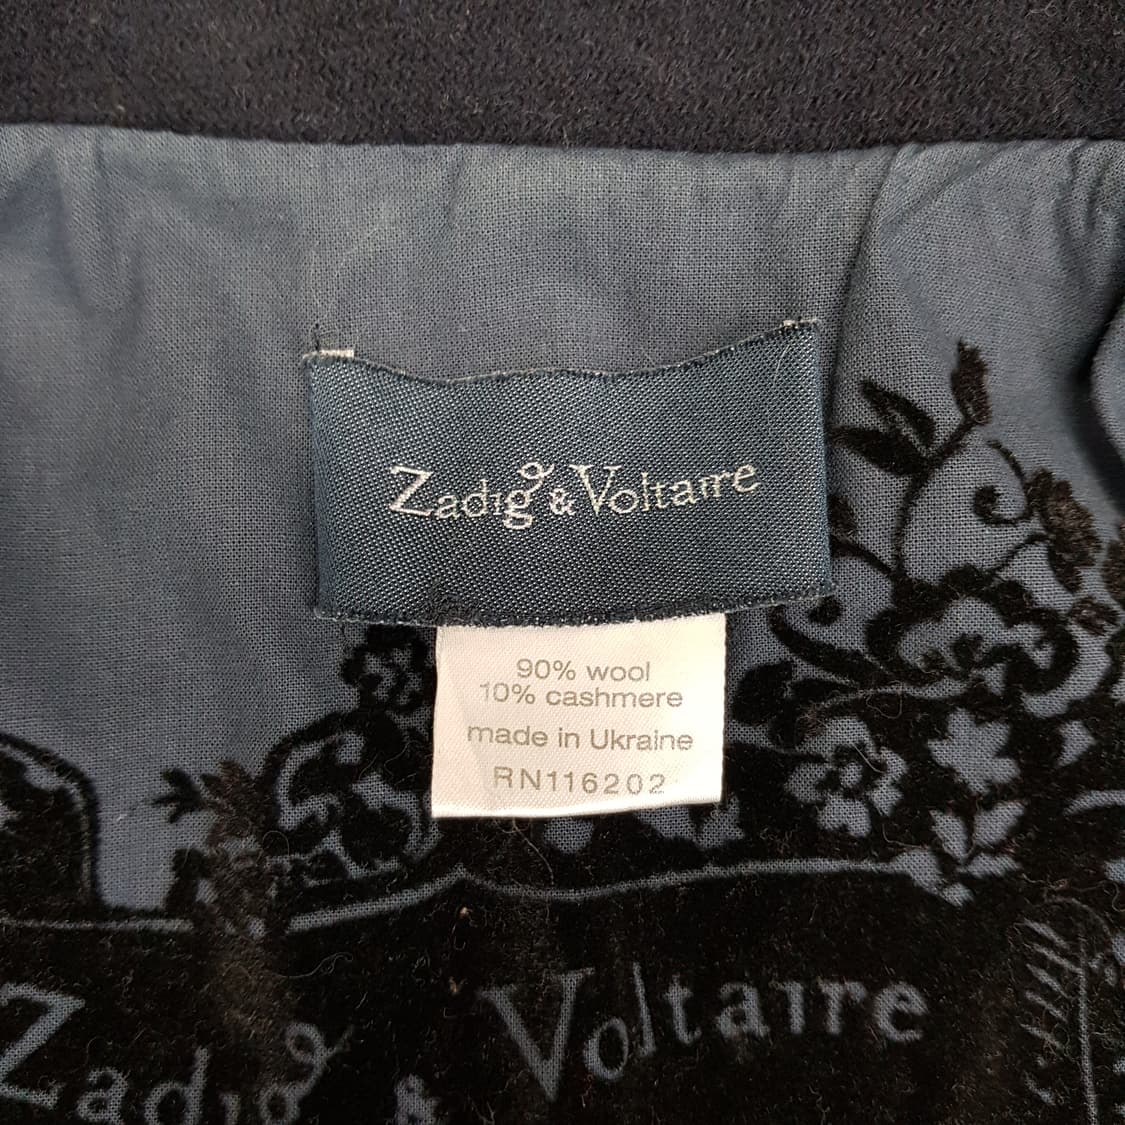 Zadig & Voltaire
90% wool
10% cashmere
made in Ukraine
RN116202
Zadig & Voltaire